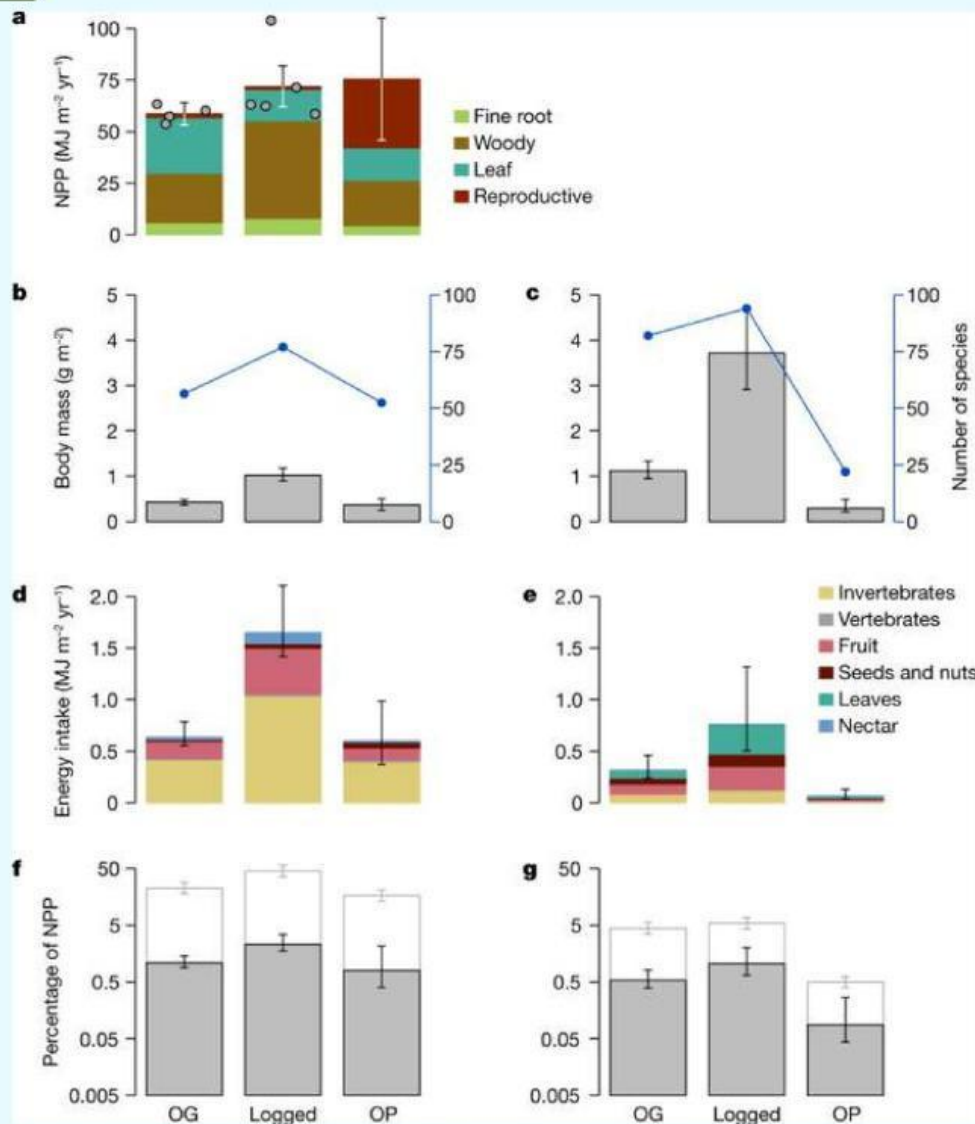 a
NPP (MJ m⁻² yr⁻¹)
100
75
50
25
0
Fine root
Woody
Leaf
Reproductive
b
Body mass (g m⁻²)
5
4
3
2
1
0
100
75
50
25
0
c
5
4
3
2
1
0
100
75
50
25
0
Number of species
d
Energy intake (MJ m⁻² yr⁻¹)
2.0
1.5
1.0
0.5
0
e
2.0
1.5
1.0
0.5
0
Invertebrates
Vertebrates
Fruit
Seeds and nuts
Leaves
Nectar
f
Percentage of NPP
50
5
0.5
0.05
0.005
OG Logged OP
g
50
5
0.5
0.05
0.005
OG Logged OP